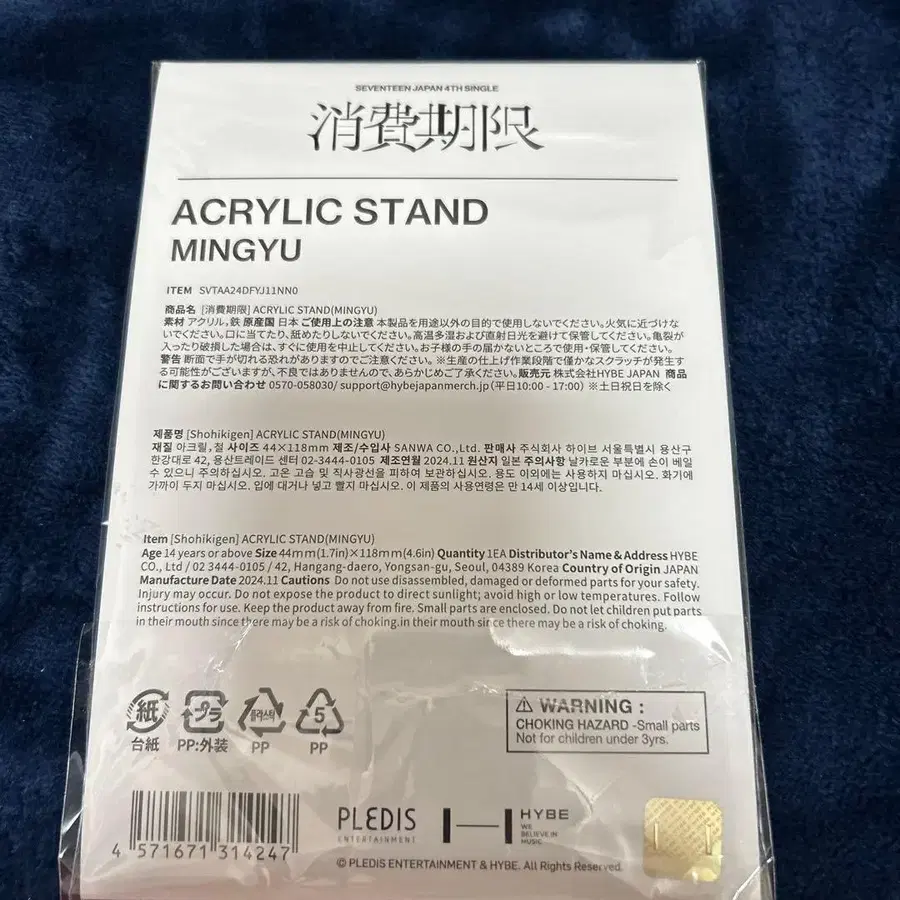 SEVENTEEN JAPAN 4TH SINGLE
消費期限
ACRYLIC STAND
MINGYU
ITEM SVTAA24DFYJ11NN0
商品名 [消費期限] ACRYLIC STAND(MINGYU)
素材 アクリル,鉄 原産国 日本 ご使用上の注意 本製品を用途以外の目的で使用しないでください。火気に近づけな
いでください。口に当てたり、舐めたりしないでください。高温多湿および直射日光を避けて保管してください。亀裂が
入ったり破損した場合は、すぐに使用を中止してください。お子様の手の届かないところで使用・保管してください。
警告 断面で手が切れる恐れがありますのでご注意ください。※生産の仕上げ作業段階で僅かなスクラッチが発生す
る可能性がございますが、不良ではありませんので、あらかじめご了承ください。販売元 株式会社HYBE JAPAN 商品
に関するお問い合わせ 0570-058030/ support@hybejapanmerch.jp(平日10:00 - 17:00) ※土日祝日を除く
제품명 [Shohikigen] ACRYLIC STAND(MINGYU)
재질 아크릴, 철 사이즈 44×118mm 제조/수입사 SANWA CO.,Ltd. 판매사 주식회사 하이브 서울특별시 용산구
한강대로 42, 용산트레이드 센터 02-3444-0105 제조연월 2024.11 원산지 일본 주의사항 날카로운 부분에 손이 베일
수 있으니 주의하십시오. 고온 고습 및 직사광선을 피하여 보관하십시오. 용도 이외에는 사용하지 마십시오. 화기에
가까이 두지 마십시오. 입에 대거나 넣고 빨지 마십시오. 이 제품의 사용연령은 만 14세 이상입니다.
Item [Shohikigen] ACRYLIC STAND(MINGYU)
Age 14 years or above Size 44mm(1.7in)×118mm(4.6in) Quantity 1EA Distributor's Name & Address HYBE
CO., Ltd / 02 3444-0105 / 42, Hangang-daero, Yongsan-gu, Seoul, 04389 Korea Country of Origin JAPAN
Manufacture Date 2024.11 Cautions Do not use disassembled, damaged or deformed parts for your safety.
Injury may occur. Do not expose the product to direct sunlight; avoid high or low temperatures. Follow
instructions for use. Keep the product away from fire. Small parts are enclosed. Do not let children put parts
in their mouth since there may be a risk of choking.in their mouth since there may be a risk of choking.
紙 プラ 플라스틱 5
台紙 PP:外装 PP PP
WARNING :
CHOKING HAZARD -Small parts
Not for children under 3yrs.
4 571671 314247
PLEDIS
ENTERTAINMENT
HYBE
WE
BELIEVE IN
MUSIC
© PLEDIS ENTERTAINMENT & HYBE. All Rights Reserved.